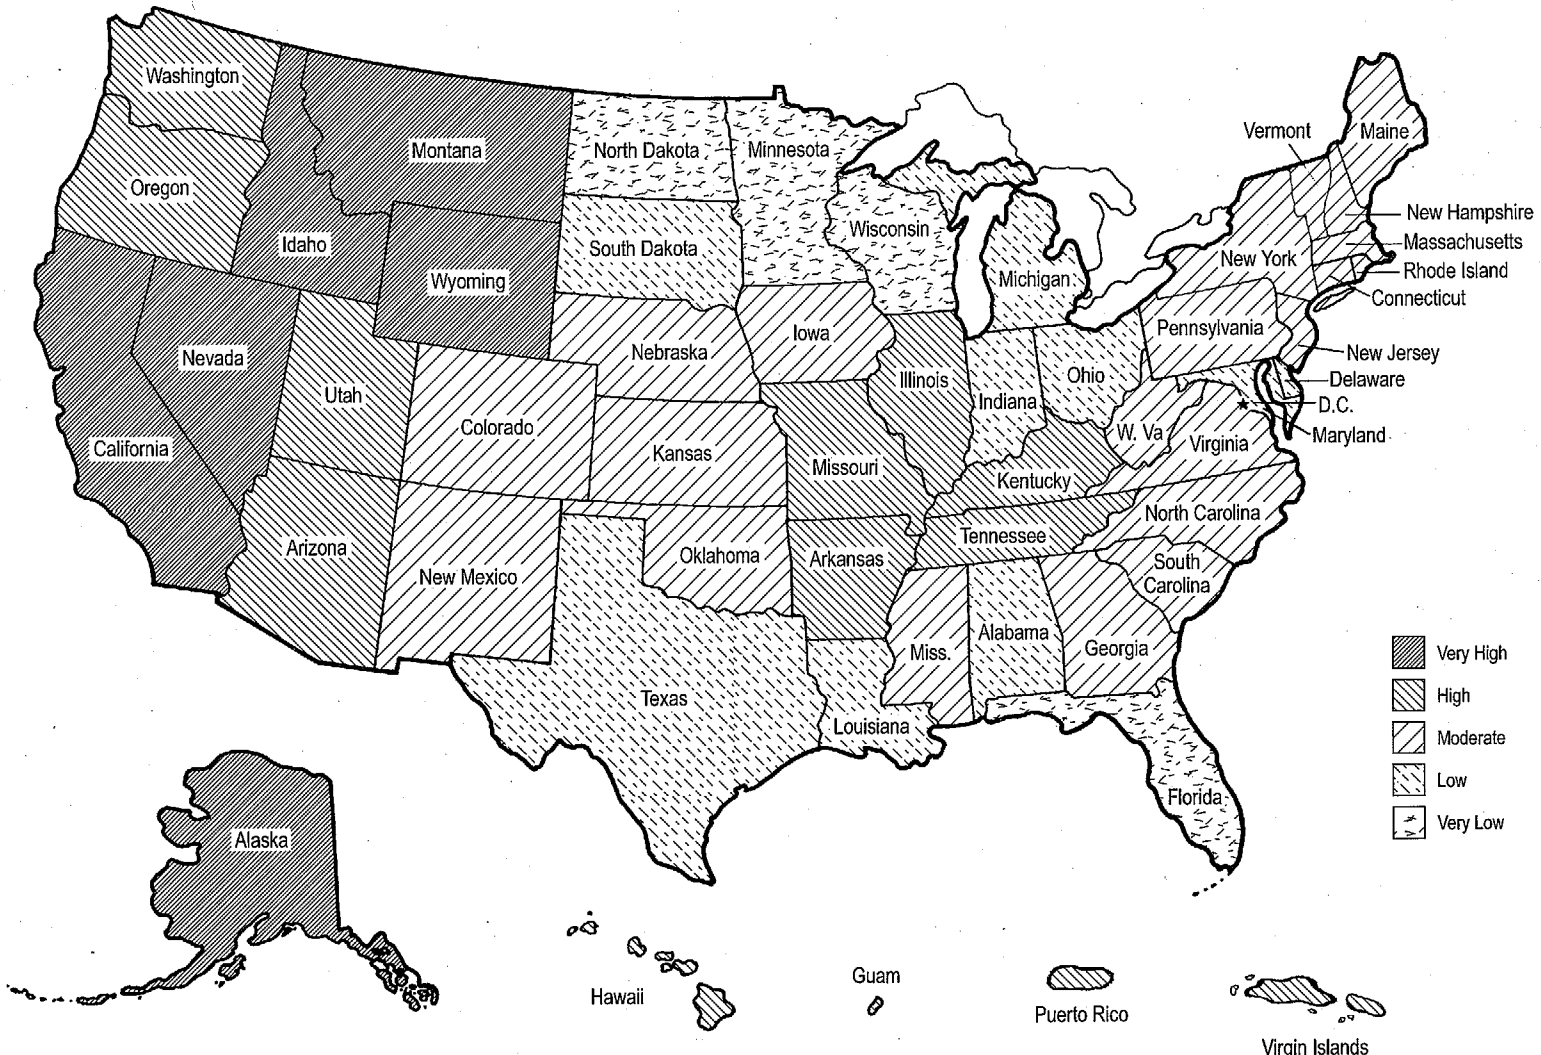 Washington
Montana
North Dakota
Minnesota
Vermont
Maine
Oregon
Idaho
Wisconsin
New Hampshire
South Dakota
Massachusetts
New York
Wyoming
Michigan
Rhode Island
Connecticut
Nevada
Nebraska
Iowa
Pennsylvania
New Jersey
Utah
Illinois
Ohio
Delaware
Indiana
D.C.
California
Colorado
Kansas
W. Va
Virginia
Maryland
Missouri
Kentucky
North Carolina
Arizona
Tennessee
New Mexico
Oklahoma
Arkansas
South
Carolina
Alabama
Georgia
Miss.
Texas
Louisiana
Florida
Very High
High
Moderate
Low
Very Low
Alaska
Hawaii
Guam
Puerto Rico
Virgin Islands